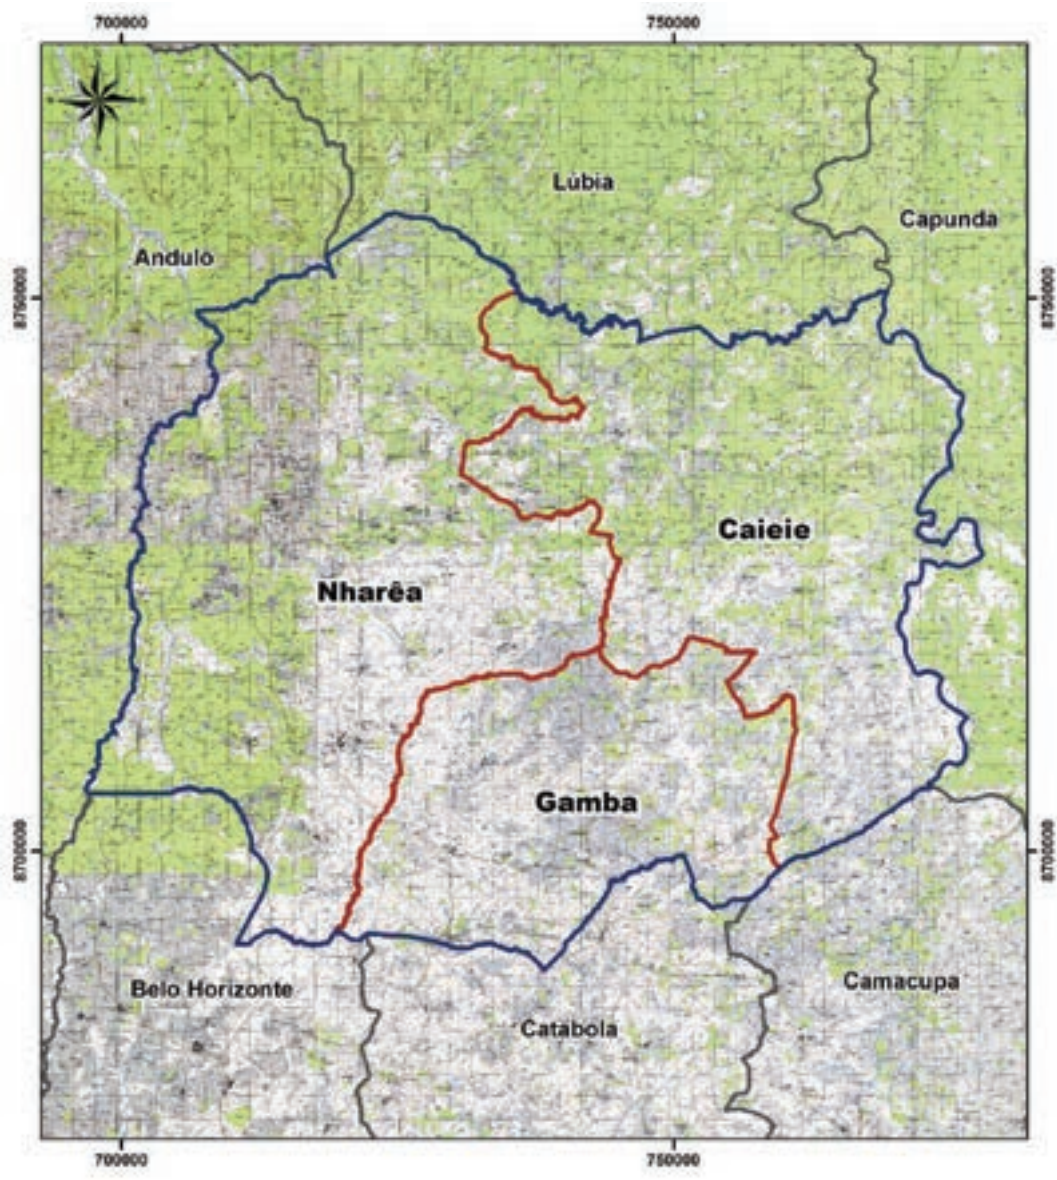 700000 750000
Lúbia
Capunda
Andulo
8750000 8750000
Caieie
Nharêa
Gamba
8700000 8700000
Camacupa
Belo Horizonte
Catabola
700000 750000